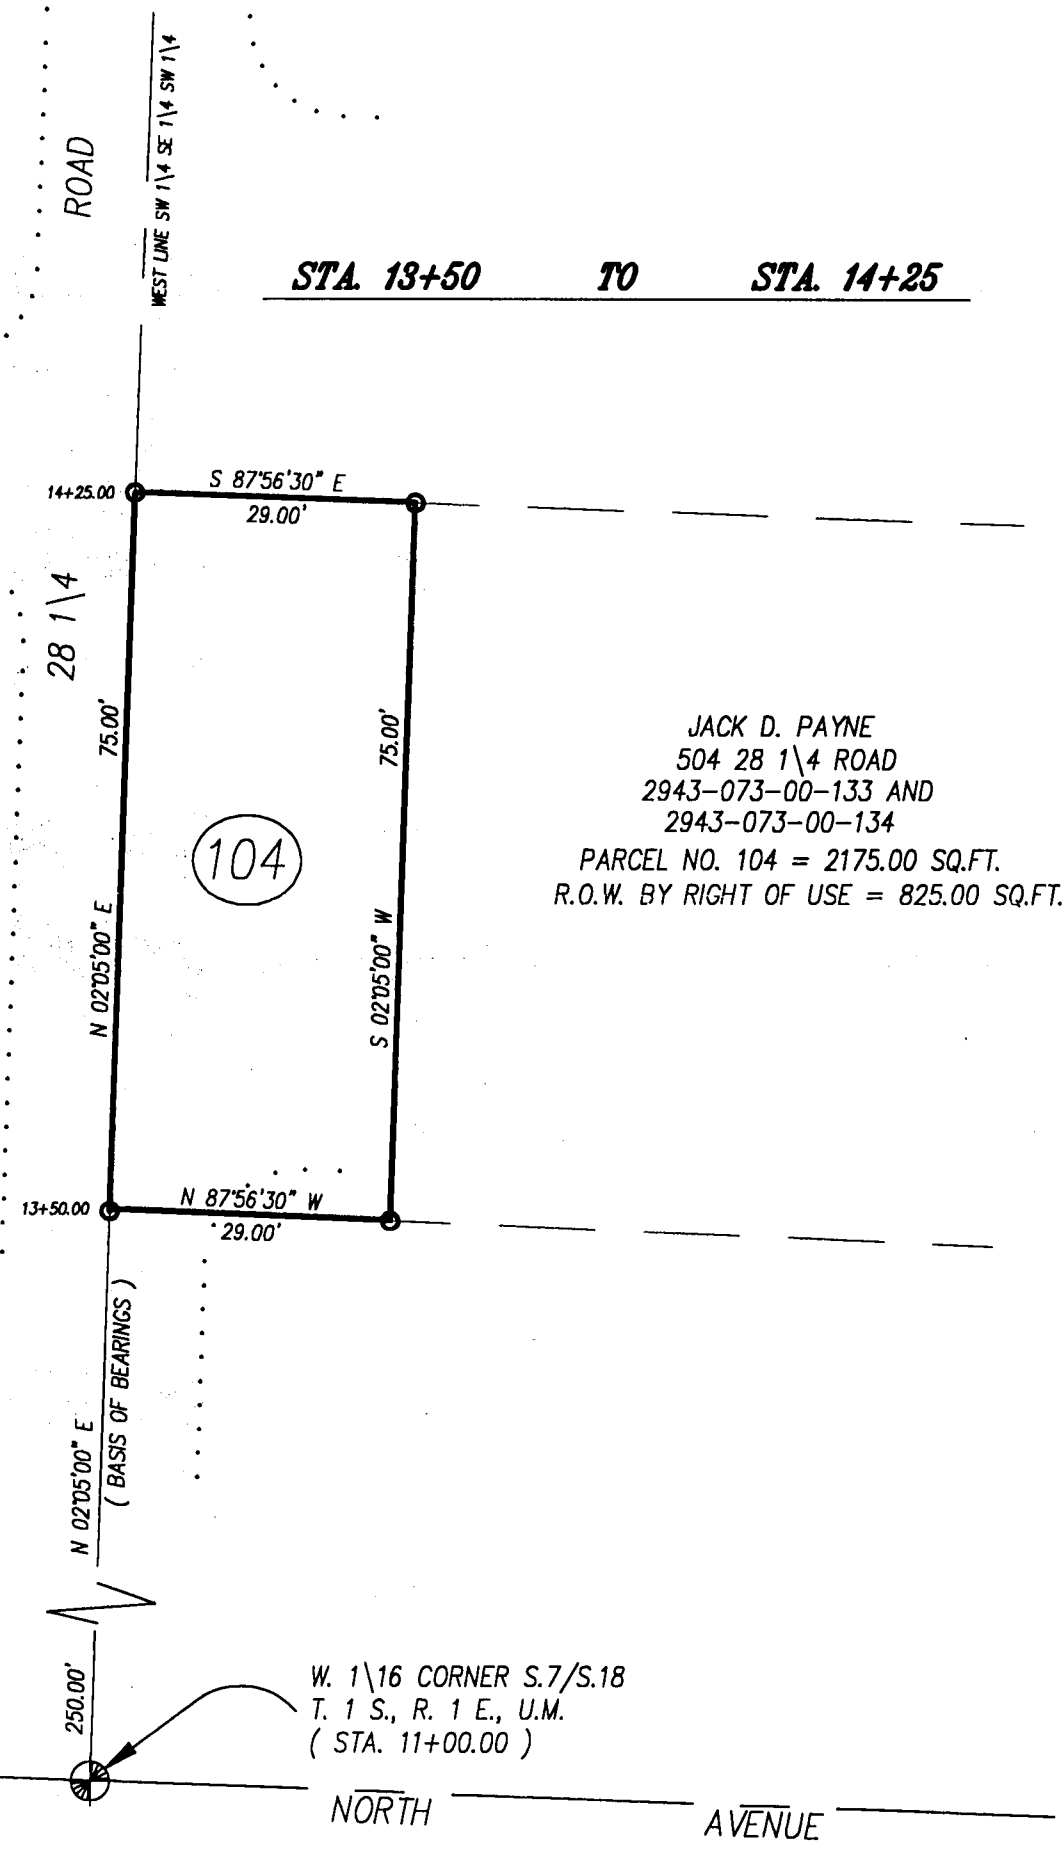 ROAD
WEST LINE SW 1\4 SE 1\4 SW 1\4
STA. 13+50 TO STA. 14+25
14+25.00
S 87°56'30" E
29.00'
28 1\4
75.00'
75.00'
JACK D. PAYNE
504 28 1\4 ROAD
2943-073-00-133 AND
2943-073-00-134
PARCEL NO. 104 = 2175.00 SQ.FT.
R.O.W. BY RIGHT OF USE = 825.00 SQ.FT.
104
N 02°05'00" E
S 02°05'00" W
13+50.00
N 87°56'30" W
29.00'
( BASIS OF BEARINGS )
N 02°05'00" E
250.00'
W. 1\16 CORNER S.7/S.18
T. 1 S., R. 1 E., U.M.
( STA. 11+00.00 )
NORTH AVENUE